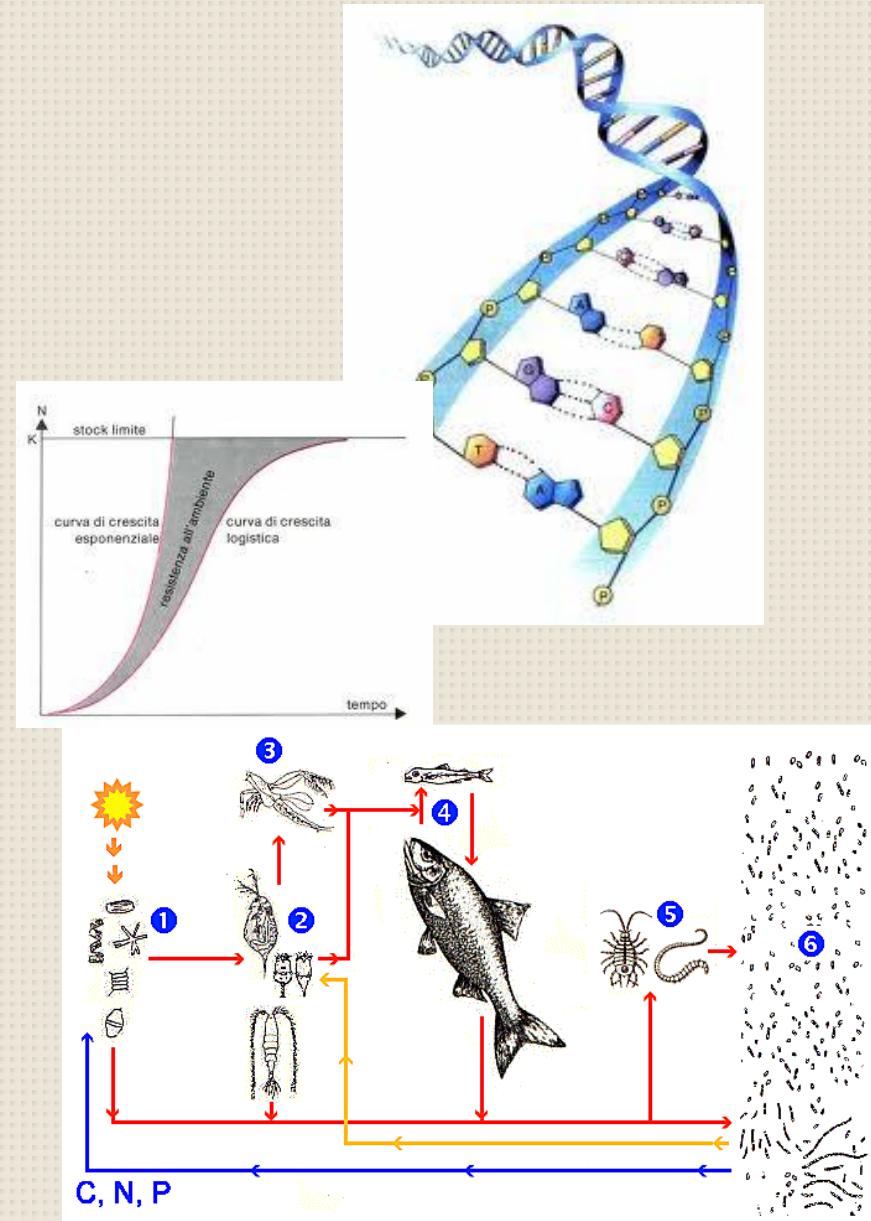 P
A
G
C
T
A
P
P
P
N
K
stock limite
curva di crescita
esponenziale
resistenza all'ambiente
curva di crescita
logistica
tempo
3
4
1
2
5
6
C, N, P